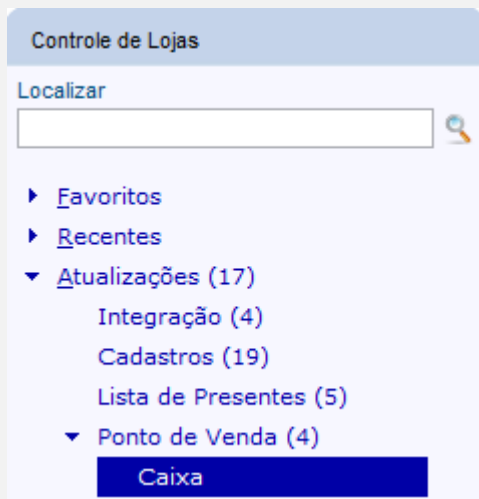 Controle de Lojas
Localizar
Favoritos
Recentes
Atualizações (17)
Integração (4)
Cadastros (19)
Lista de Presentes (5)
Ponto de Venda (4)
Caixa